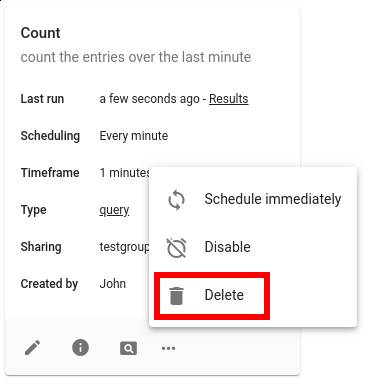 Count
count the entries over the last minute
Last run a few seconds ago - Results
Scheduling Every minute
Timeframe 1 minutes
Type query
Sharing testgroup
Created by John
Schedule immediately
Disable
Delete